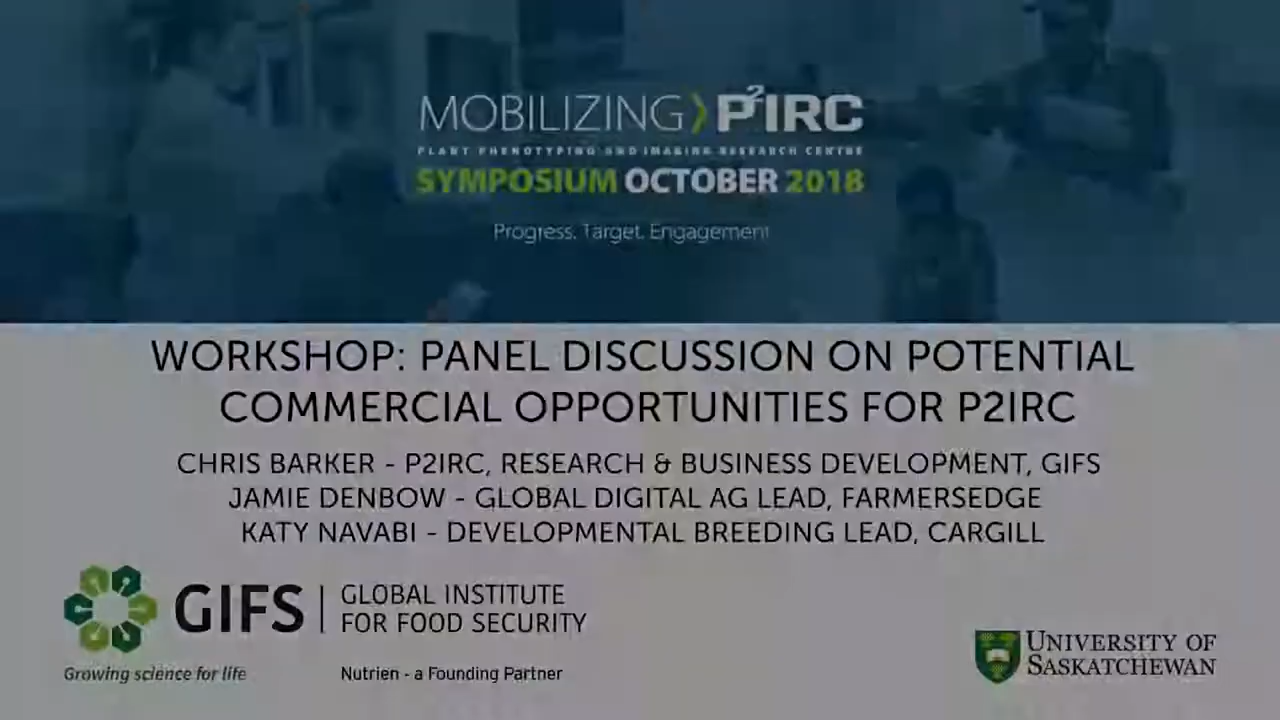 MOBILIZING P²IRC
PLANT PHENOTYPING AND IMAGING RESEARCH CENTRE
SYMPOSIUM OCTOBER 2018
Progress. Target. Engagement
WORKSHOP: PANEL DISCUSSION ON POTENTIAL
COMMERCIAL OPPORTUNITIES FOR P2IRC
CHRIS BARKER - P2IRC, RESEARCH & BUSINESS DEVELOPMENT, GIFS
JAMIE DENBOW - GLOBAL DIGITAL AG LEAD, FARMERSEDGE
KATY NAVABI - DEVELOPMENTAL BREEDING LEAD, CARGILL
GIFS | GLOBAL INSTITUTE
FOR FOOD SECURITY
Growing science for life
Nutrien - a Founding Partner
UNIVERSITY OF
SASKATCHEWAN